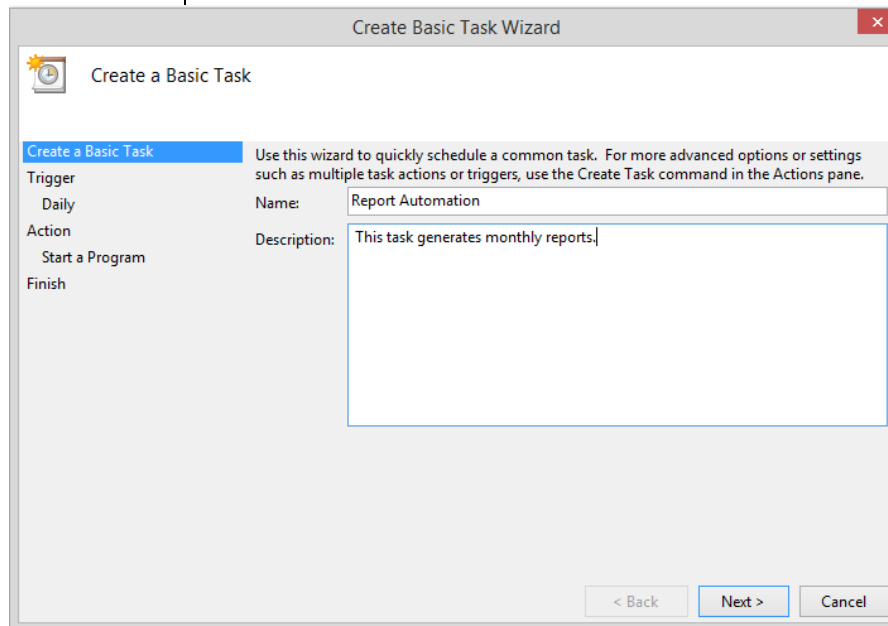 Create Basic Task Wizard
Create a Basic Task
Create a Basic Task
Trigger
Daily
Action
Start a Program
Finish
Use this wizard to quickly schedule a common task.  For more advanced options or settings
such as multiple task actions or triggers, use the Create Task command in the Actions pane.
Name: Report Automation
Description: This task generates monthly reports.
< Back Next > Cancel